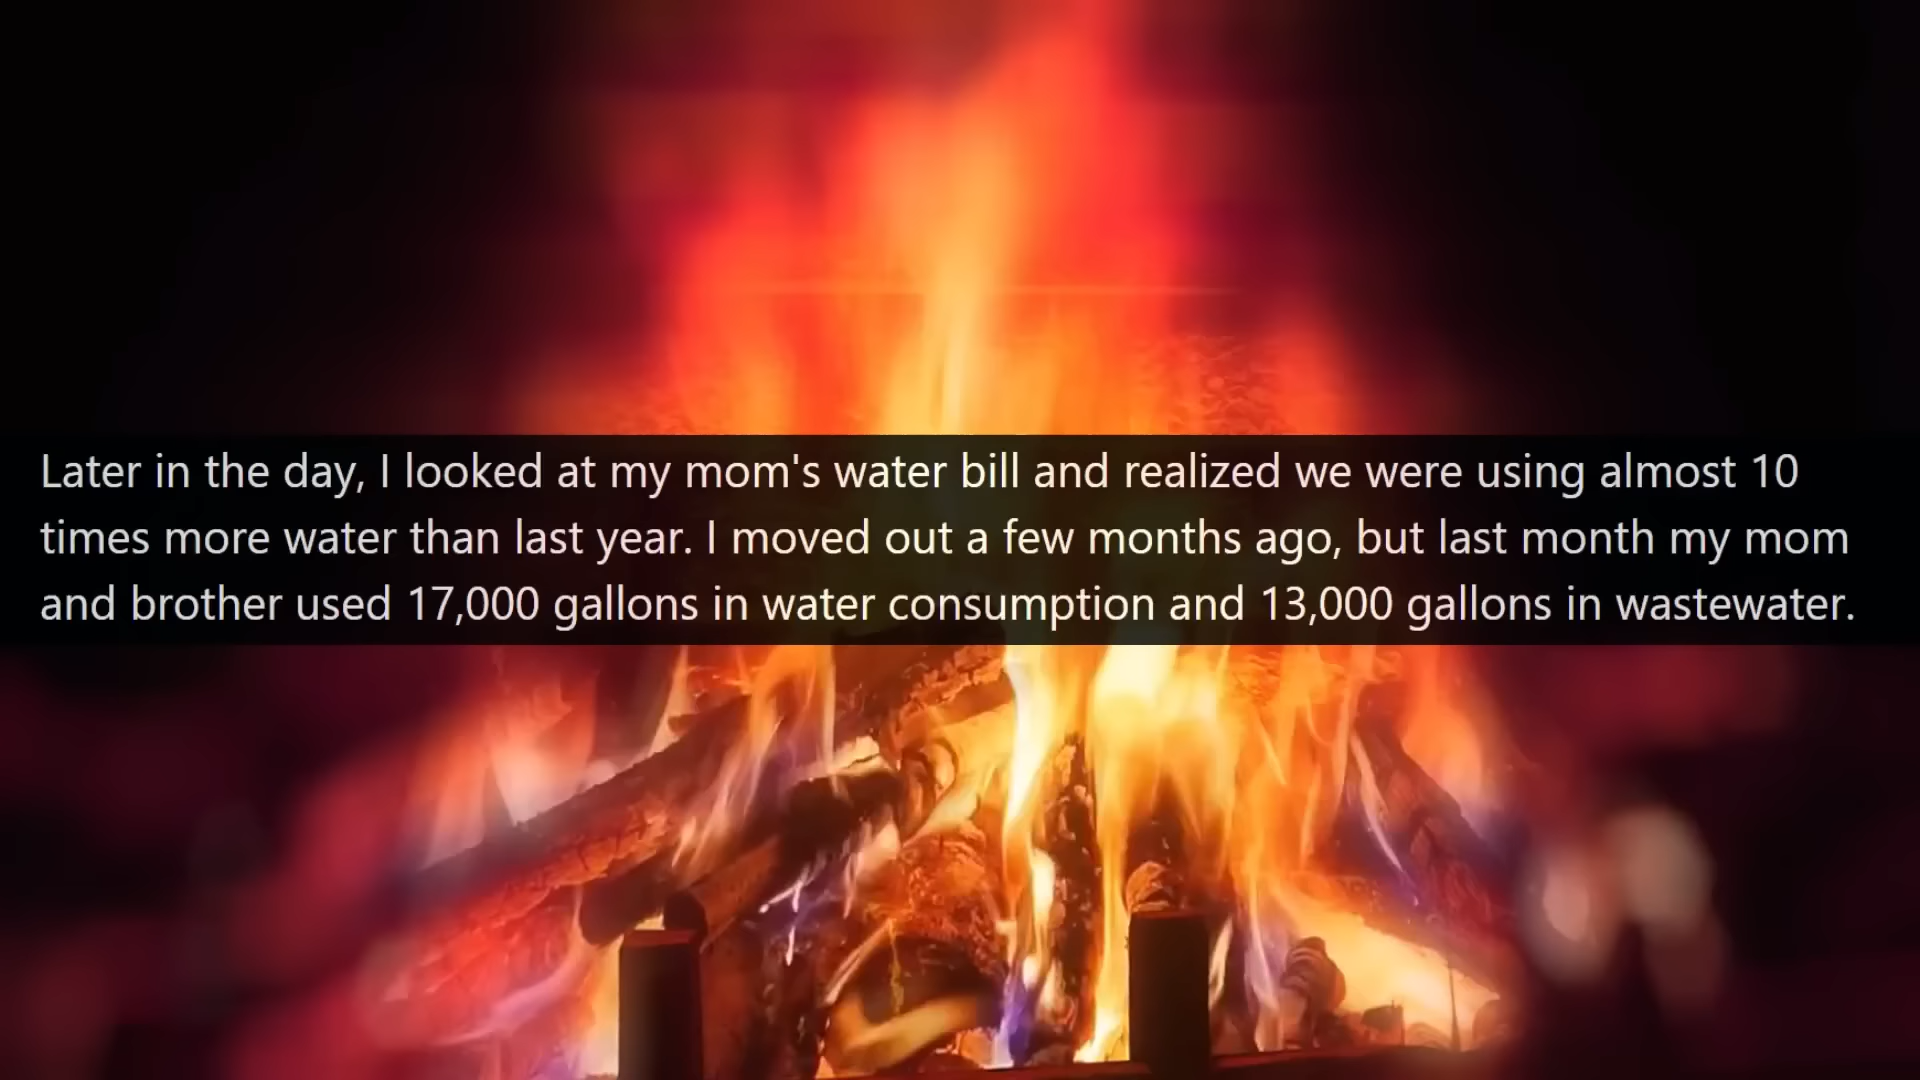 Later in the day, I looked at my mom's water bill and realized we were using almost 10
times more water than last year. I moved out a few months ago, but last month my mom
and brother used 17,000 gallons in water consumption and 13,000 gallons in wastewater.